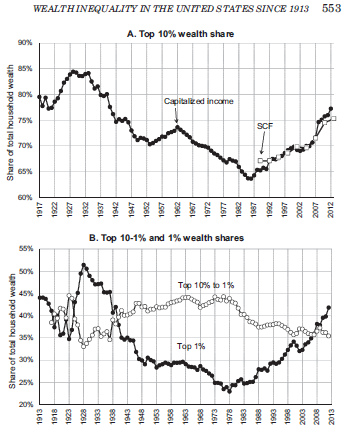 WEALTH INEQUALITY IN THE UNITED STATES SINCE 1913 553
A. Top 10% wealth share
90%
85%
80%
75%
70%
65%
60%
Share of total household wealth
Capitalized income
SCF
1917 1922 1927 1932 1937 1942 1947 1952 1957 1962 1967 1972 1977 1982 1987 1992 1997 2002 2007 2012
B. Top 10-1% and 1% wealth shares
55%
50%
45%
40%
35%
30%
25%
20%
Share of total household wealth
Top 10% to 1%
Top 1%
1913 1918 1923 1928 1933 1938 1943 1948 1953 1958 1963 1968 1973 1978 1983 1988 1993 1998 2003 2008 2013